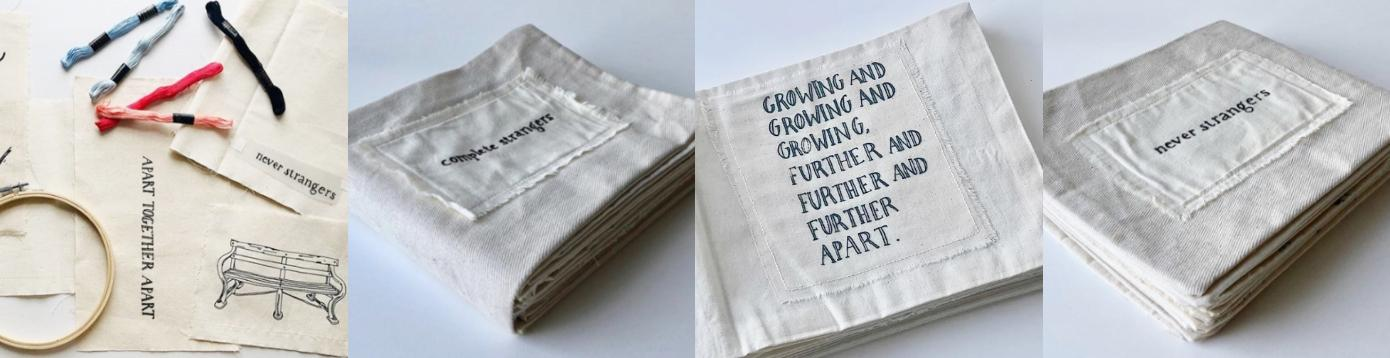 never strangers
APART TOGETHER APART
complete strangers
GROWING AND
GROWING AND
GROWING,
FURTHER AND
FURTHER AND
FURTHER
APART.
never strangers